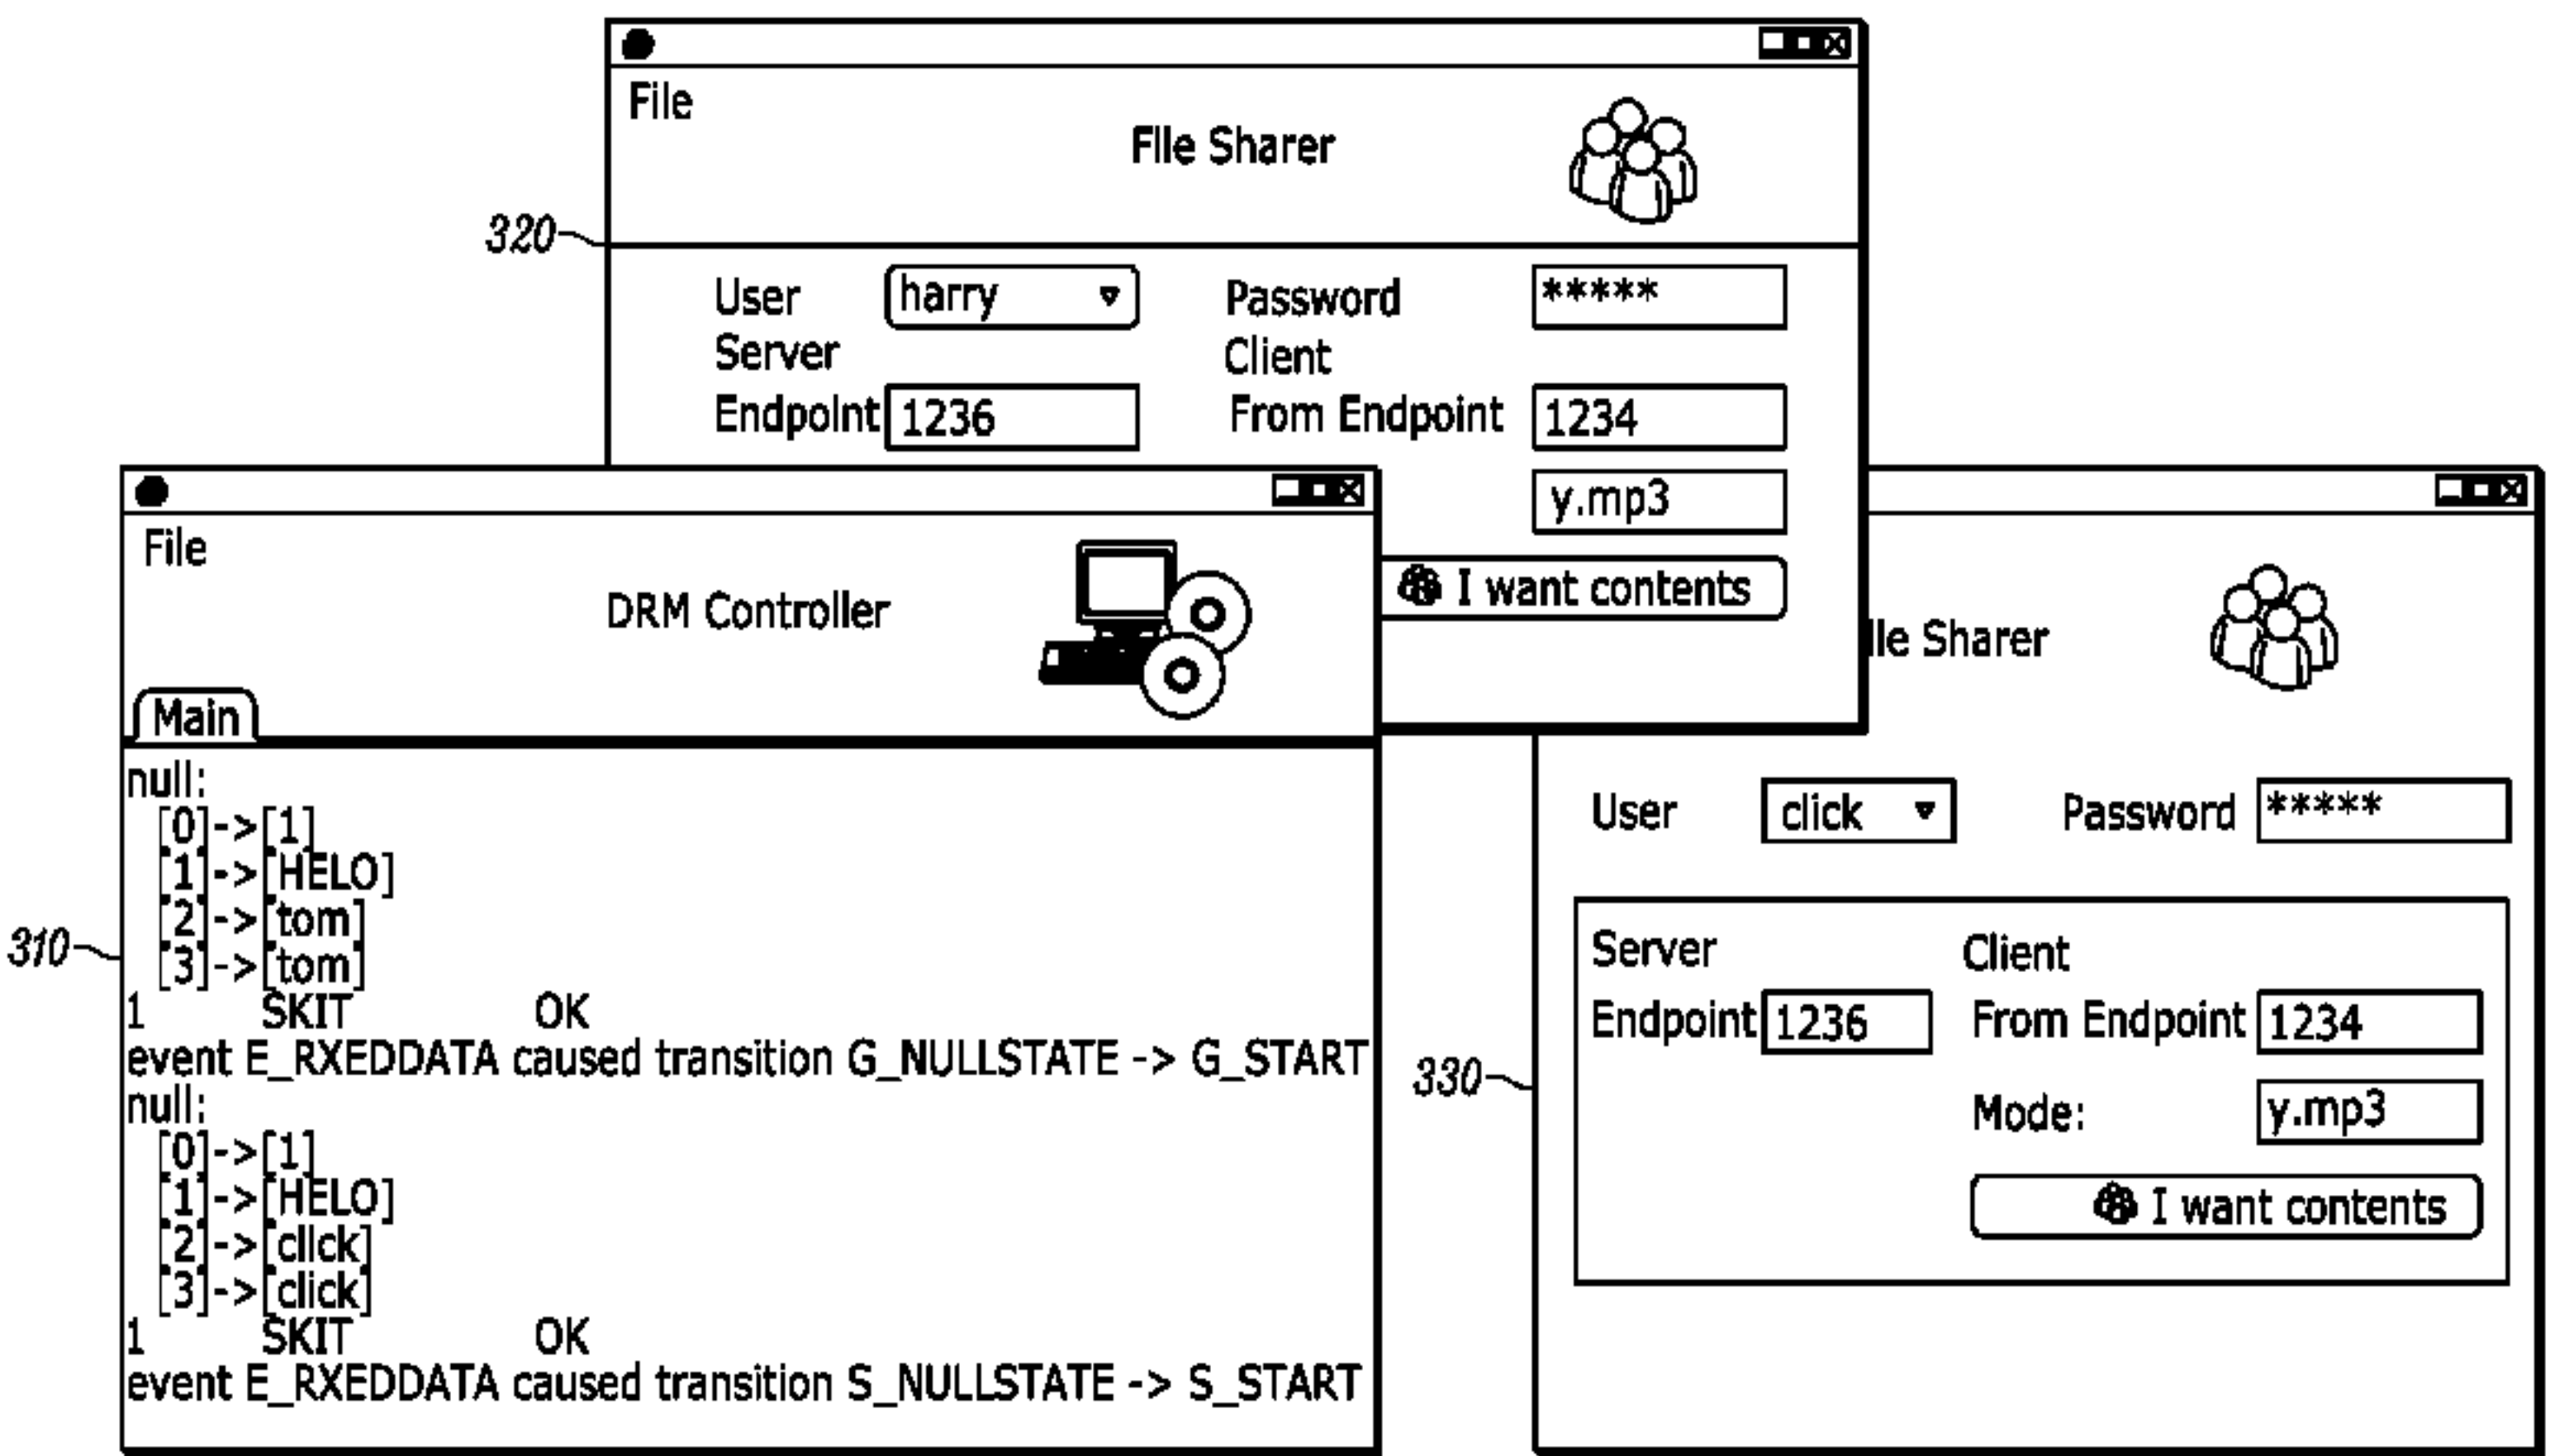 File
File Sharer
320
User harry Password *****
Server Client
Endpoint 1236 From Endpoint 1234
y.mp3
I want contents
File
DRM Controller
Main
null:
[0]->[1]
[1]->[HELO]
[2]->[tom]
[3]->[tom]
1 SKIT OK
event E_RXEDDATA caused transition G_NULLSTATE -> G_START
null:
[0]->[1]
[1]->[HELO]
[2]->[click]
[3]->[click]
1 SKIT OK
event E_RXEDDATA caused transition S_NULLSTATE -> S_START
310
le Sharer
User click Password *****
Server Client
Endpoint 1236 From Endpoint 1234
Mode: y.mp3
I want contents
330